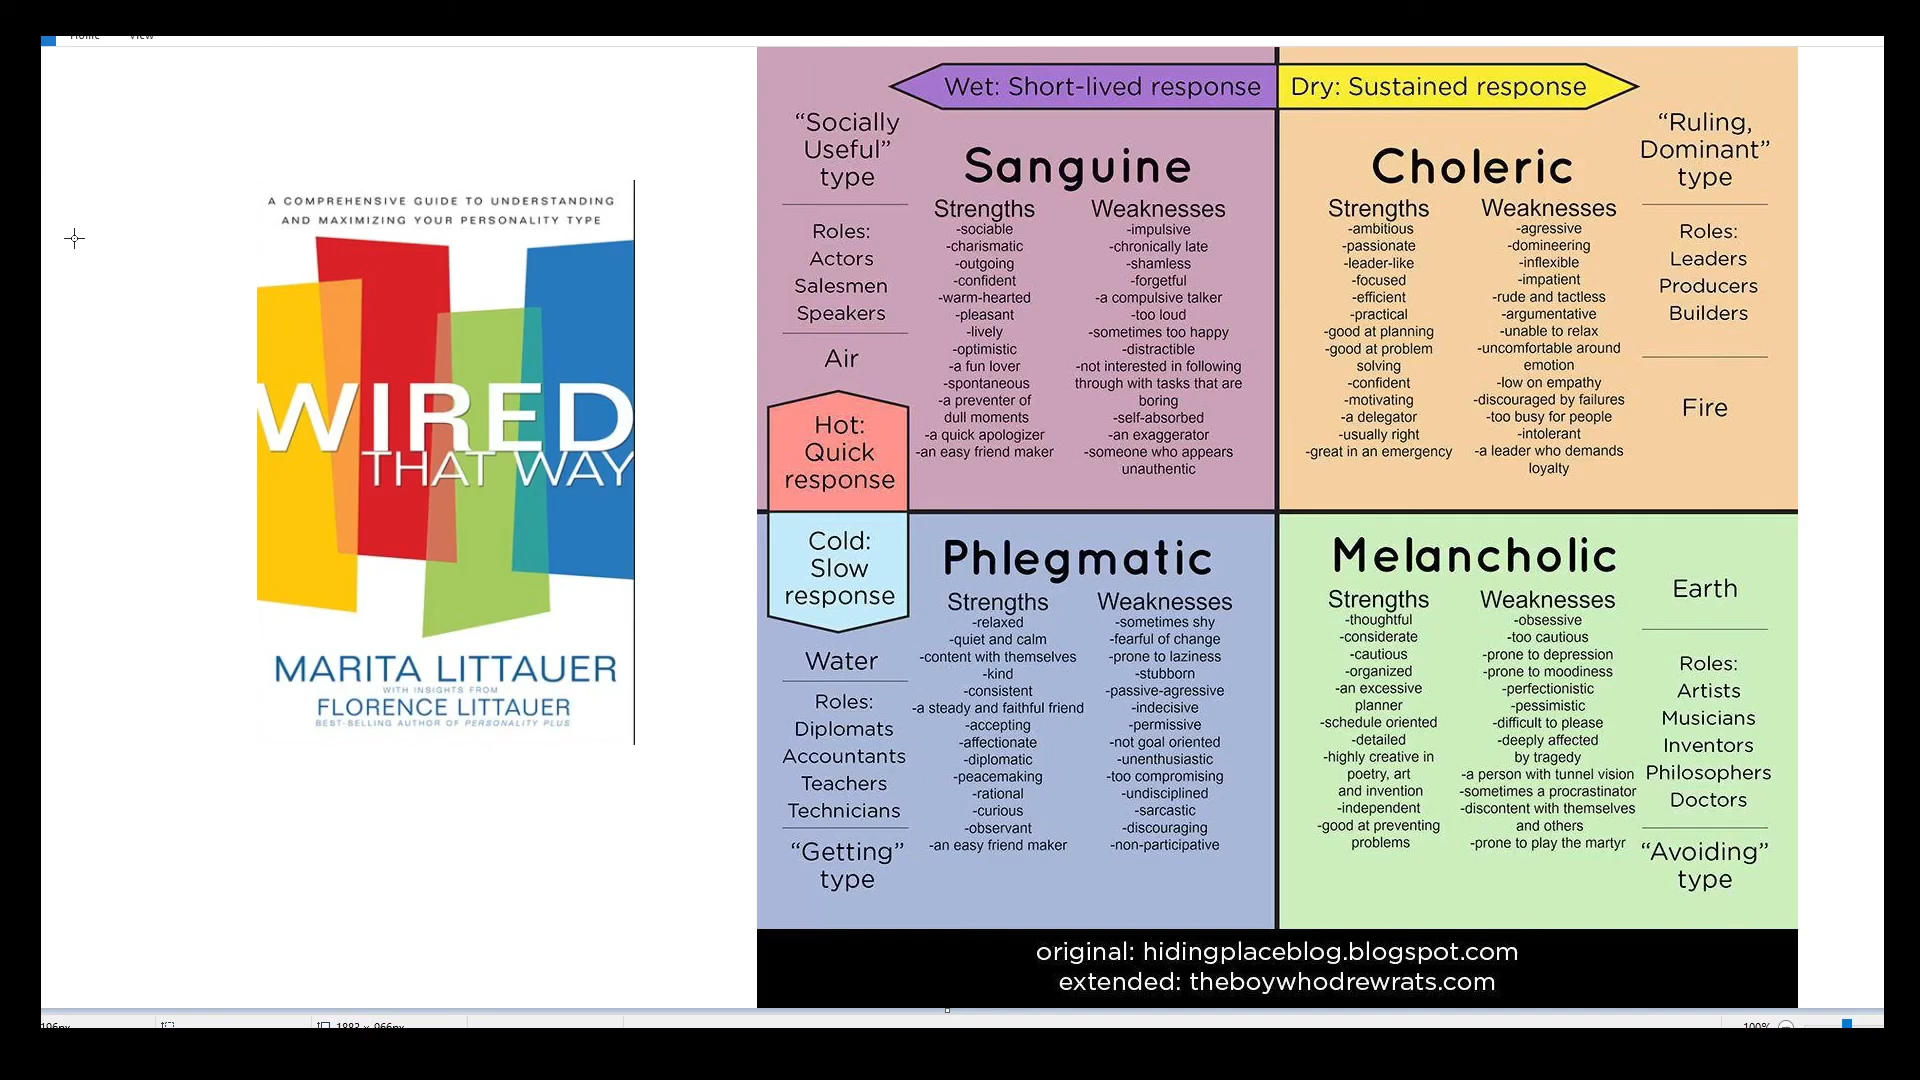 Home View
A COMPREHENSIVE GUIDE TO UNDERSTANDING
AND MAXIMIZING YOUR PERSONALITY TYPE
WIRED
THAT WAY
MARITA LITTAUER
WITH INSIGHTS FROM
FLORENCE LITTAUER
BEST-SELLING AUTHOR OF PERSONALITY PLUS
Wet: Short-lived response
Dry: Sustained response
“Socially
Useful”
type
Roles:
Actors
Salesmen
Speakers
Air
Hot:
Quick
response
Sanguine
Strengths
-sociable
-charismatic
-outgoing
-confident
-warm-hearted
-pleasant
-lively
-optimistic
-a fun lover
-spontaneous
-a preventer of
dull moments
-a quick apologizer
-an easy friend maker
Weaknesses
-impulsive
-chronically late
-shamless
-forgetful
-a compulsive talker
-too loud
-sometimes too happy
-distractible
-not interested in following
through with tasks that are
boring
-self-absorbed
-an exaggerator
-someone who appears
unauthentic
Choleric
Strengths
-ambitious
-passionate
-leader-like
-focused
-efficient
-practical
-good at planning
-good at problem
solving
-confident
-motivating
-a delegator
-usually right
-great in an emergency
Weaknesses
-agressive
-domineering
-inflexible
-impatient
-rude and tactless
-argumentative
-unable to relax
-uncomfortable around
emotion
-low on empathy
-discouraged by failures
-too busy for people
-intolerant
-a leader who demands
loyalty
“Ruling,
Dominant”
type
Roles:
Leaders
Producers
Builders
Fire
Cold:
Slow
response
Water
Roles:
Diplomats
Accountants
Teachers
Technicians
“Getting”
type
Phlegmatic
Strengths
-relaxed
-quiet and calm
-content with themselves
-kind
-consistent
-a steady and faithful friend
-accepting
-affectionate
-diplomatic
-peacemaking
-rational
-curious
-observant
-an easy friend maker
Weaknesses
-sometimes shy
-fearful of change
-prone to laziness
-stubborn
-passive-agressive
-indecisive
-permissive
-not goal oriented
-unenthusiastic
-too compromising
-undisciplined
-sarcastic
-discouraging
-non-participative
Melancholic
Strengths
-thoughtful
-considerate
-cautious
-organized
-an excessive
planner
-schedule oriented
-detailed
-highly creative in
poetry, art
and invention
-independent
-good at preventing
problems
Weaknesses
-obsessive
-too cautious
-prone to depression
-prone to moodiness
-perfectionistic
-pessimistic
-difficult to please
-deeply affected
by tragedy
-a person with tunnel vision
-sometimes a procrastinator
-discontent with themselves
and others
-prone to play the martyr
Earth
Roles:
Artists
Musicians
Inventors
Philosophers
Doctors
“Avoiding”
type
original: hidingplaceblog.blogspot.com
extended: theboywhodrewrats.com
100%